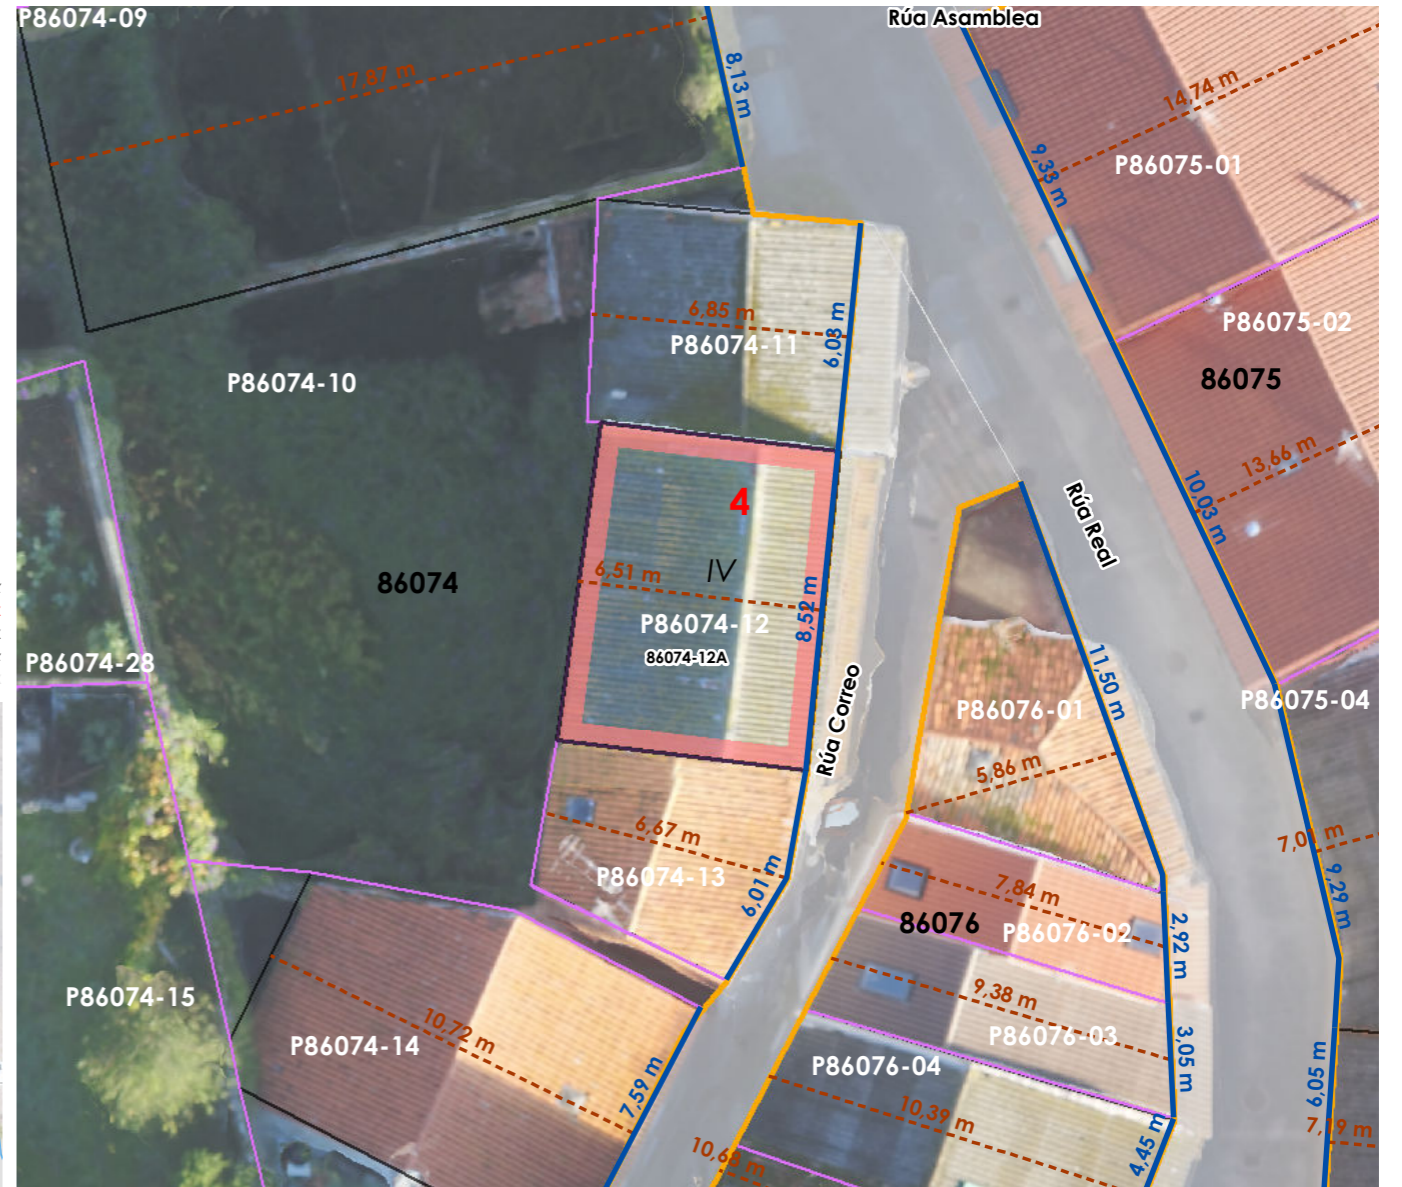 P86074-09
Rúa Asamblea
17,87 m
8,13 m
14,74 m
9,33 m
P86075-01
6,85 m
6,03 m
P86074-11
P86075-02
P86074-10
86075
13,66 m
10,03 m
4
Rúa Real
IV
6,51 m
86074
8,52 m
P86074-12
86074-12A
P86074-28
11,50 m
Rúa Correo
P86075-04
P86076-01
5,86 m
6,67 m
P86074-13
6,01 m
7,84 m
9,29 m
86076
P86076-02
2,92 m
P86074-15
9,38 m
10,72 m
P86074-14
P86076-03
3,05 m
P86076-04
7,59 m
6,05 m
10,39 m
4,45 m
10,68 m